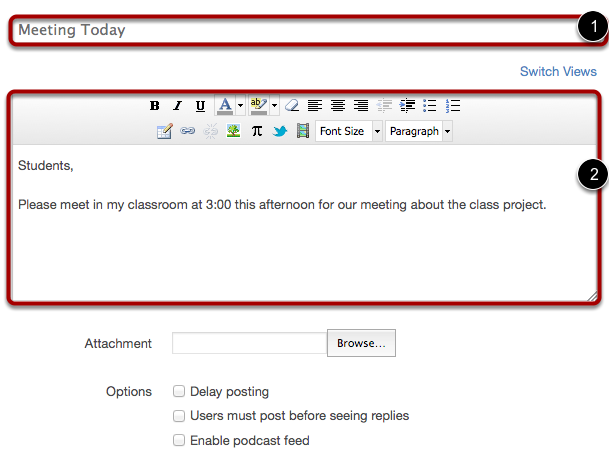 Meeting Today
1
Switch Views
B I U A ab
π Font Size Paragraph
2
Students,
Please meet in my classroom at 3:00 this afternoon for our meeting about the class project.
Attachment Browse...
Options Delay posting
Users must post before seeing replies
Enable podcast feed